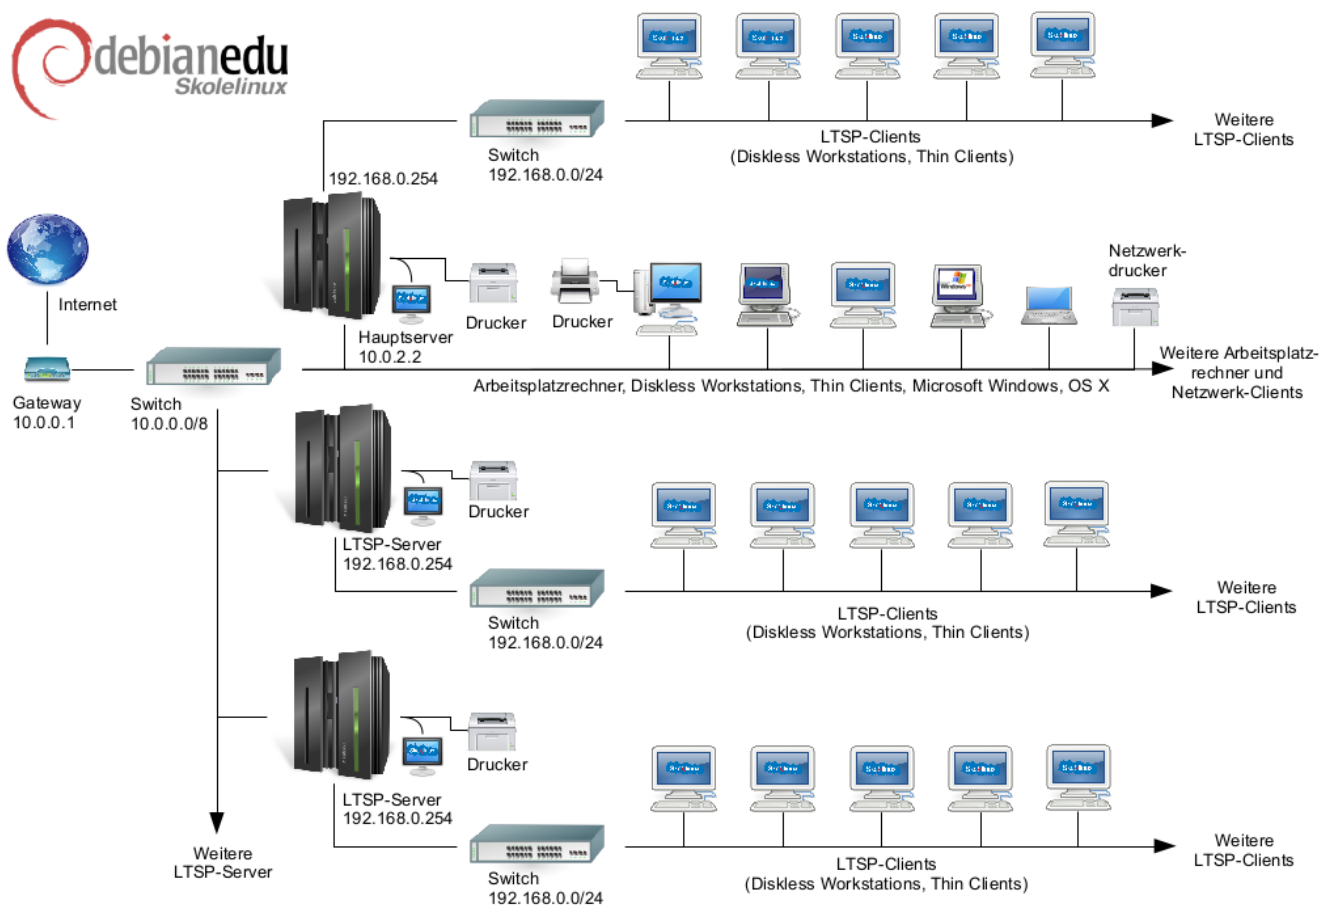 debianedu
Skolelinux
Switch
192.168.0.0/24
LTSP-Clients
(Diskless Workstations, Thin Clients)
Weitere
LTSP-Clients
192.168.0.254
Internet
Hauptserver
10.0.2.2
Drucker
Drucker
Windows
Netzwerk-
drucker
Gateway
10.0.0.1
Switch
10.0.0.0/8
Arbeitsplatzrechner, Diskless Workstations, Thin Clients, Microsoft Windows, OS X
Weitere Arbeitsplatz-
rechner und
Netzwerk-Clients
Drucker
LTSP-Server
192.168.0.254
Switch
192.168.0.0/24
LTSP-Clients
(Diskless Workstations, Thin Clients)
Weitere
LTSP-Clients
Drucker
LTSP-Server
192.168.0.254
Switch
192.168.0.0/24
LTSP-Clients
(Diskless Workstations, Thin Clients)
Weitere
LTSP-Clients
Weitere
LTSP-Server